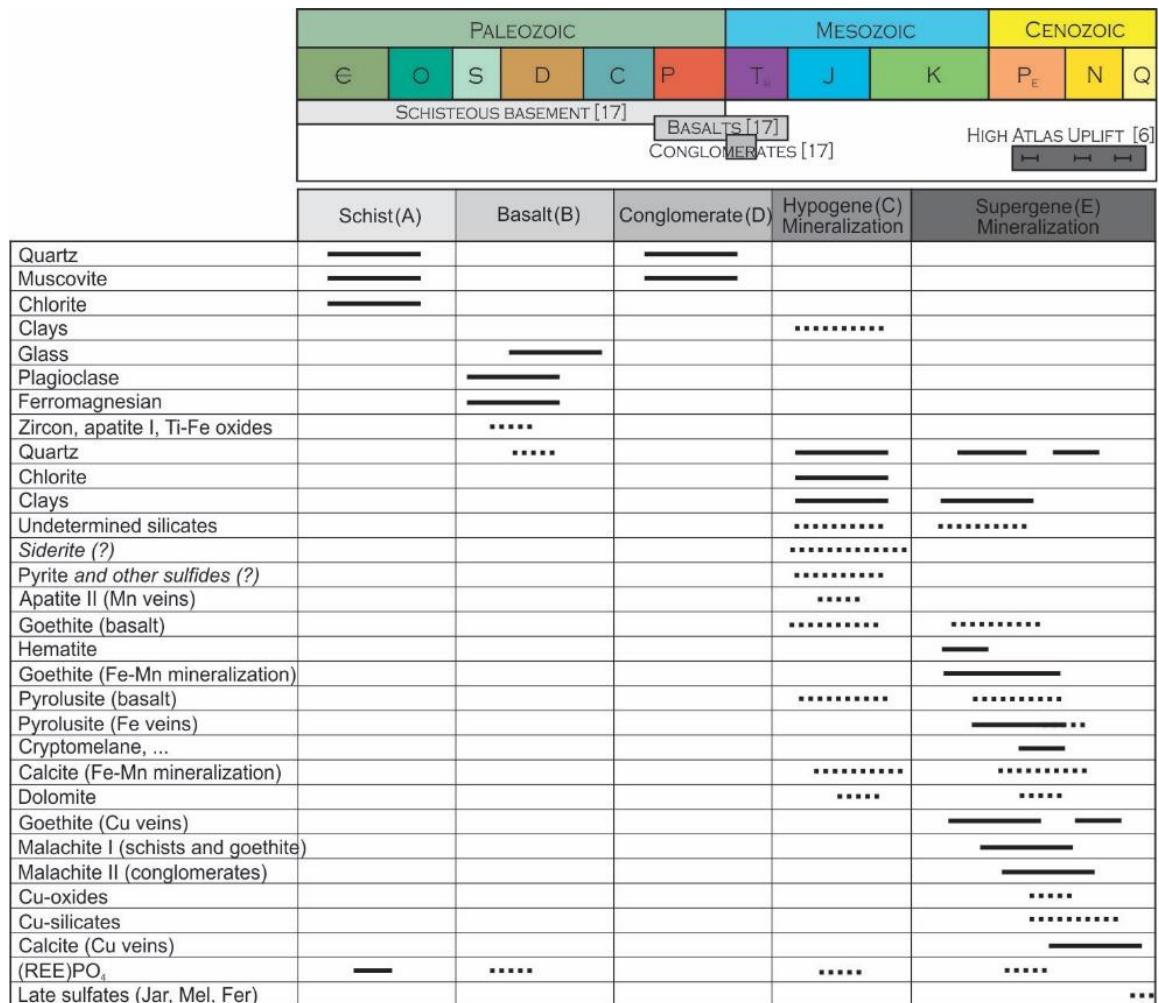 PALEOZOIC MESOZOIC CENOZOIC
Є O S D C P TR J K PE N Q
SCHISTEOUS BASEMENT [17]
BASALTS [17]
CONGLOMERATES [17]
HIGH ATLAS UPLIFT [6]
Schist (A) Basalt (B) Conglomerate (D) Hypogene (C) Mineralization Supergene (E) Mineralization
Quartz
Muscovite
Chlorite
Clays
Glass
Plagioclase
Ferromagnesian
Zircon, apatite I, Ti-Fe oxides
Quartz
Chlorite
Clays
Undetermined silicates
Siderite (?)
Pyrite and other sulfides (?)
Apatite II (Mn veins)
Goethite (basalt)
Hematite
Goethite (Fe-Mn mineralization)
Pyrolusite (basalt)
Pyrolusite (Fe veins)
Cryptomelane, ...
Calcite (Fe-Mn mineralization)
Dolomite
Goethite (Cu veins)
Malachite I (schists and goethite)
Malachite II (conglomerates)
Cu-oxides
Cu-silicates
Calcite (Cu veins)
(REE)PO₄
Late sulfates (Jar, Mel, Fer)